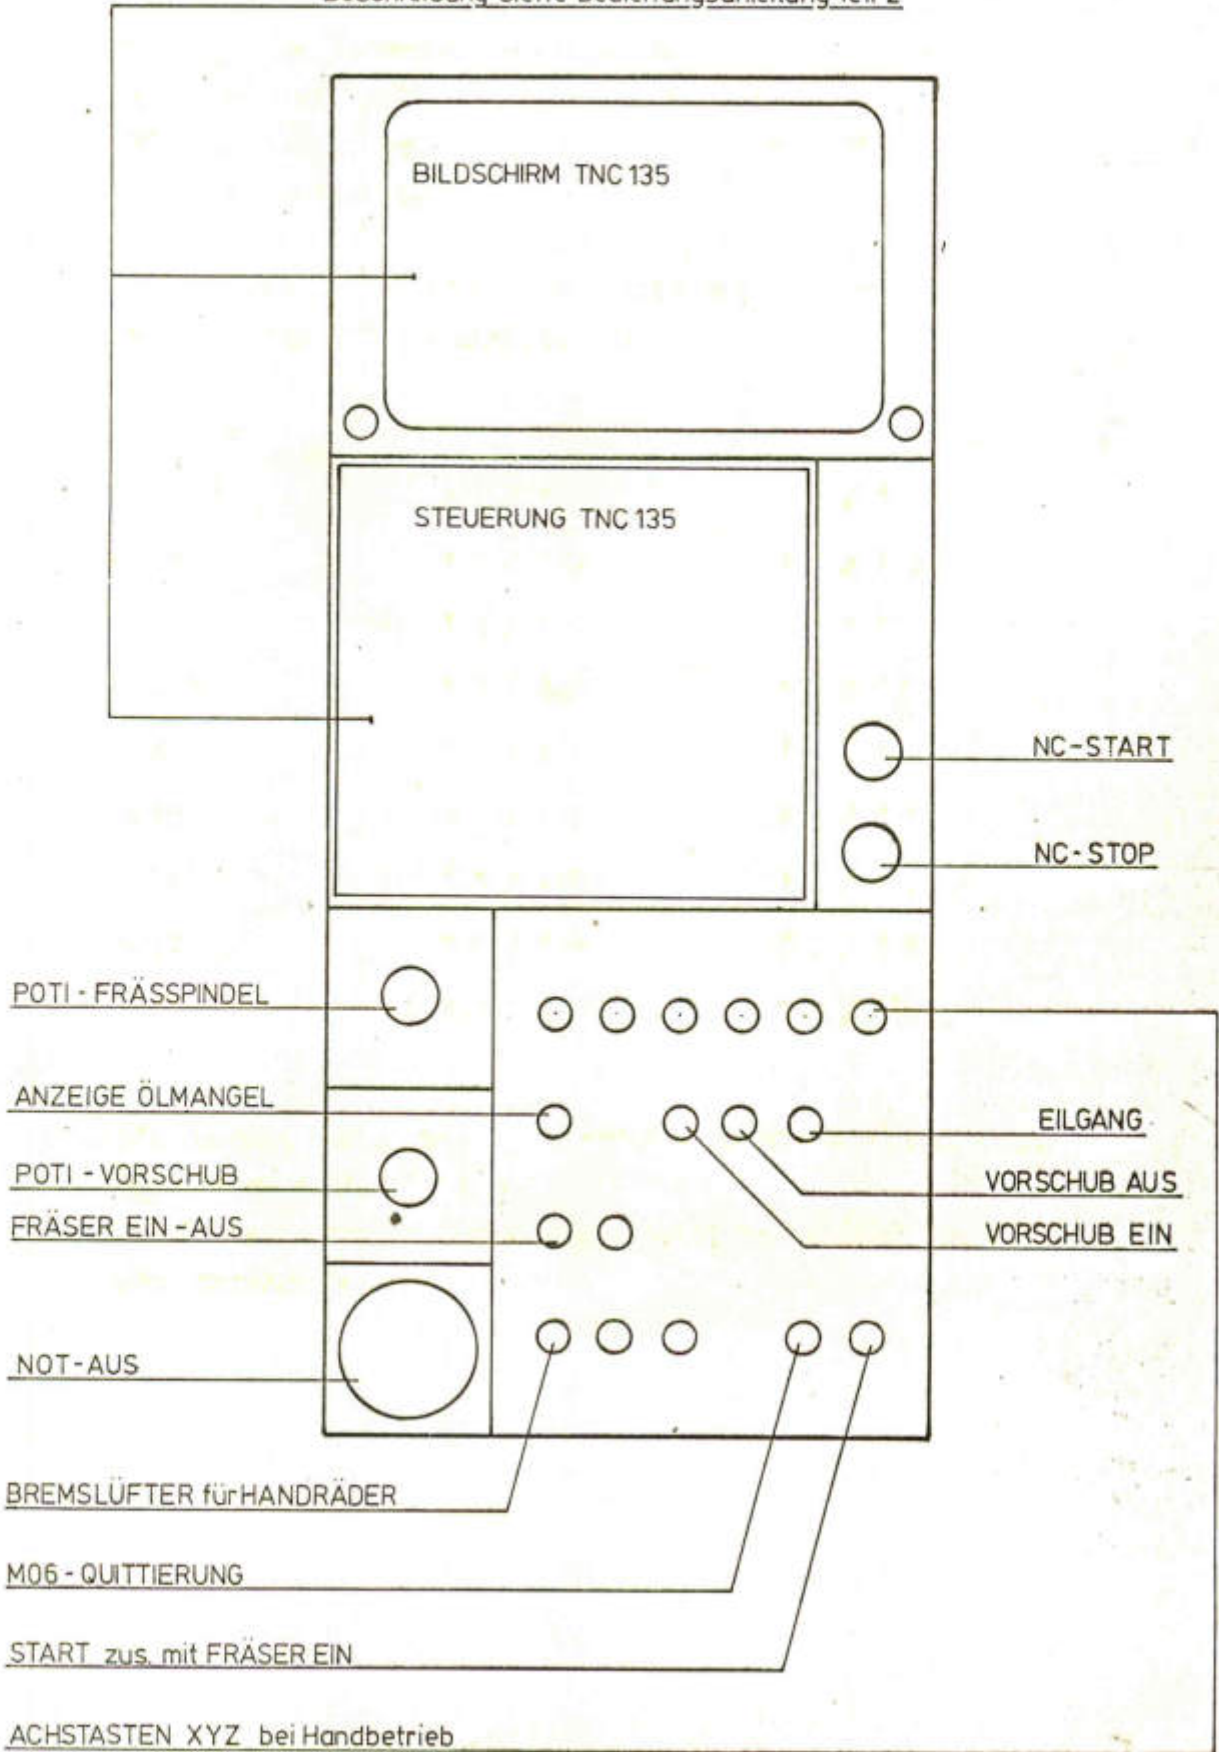 BILDSCHIRM TNC 135
STEUERUNG TNC 135
NC-START
NC-STOP
POTI - FRÄSSPINDEL
ANZEIGE ÖLMANGEL
EILGANG
POTI - VORSCHUB
VORSCHUB AUS
FRÄSER EIN - AUS
VORSCHUB EIN
NOT-AUS
BREMSLÜFTER für HANDRÄDER
M06 - QUITTIERUNG
START zus. mit FRÄSER EIN
ACHSTASTEN XYZ bei Handbetrieb